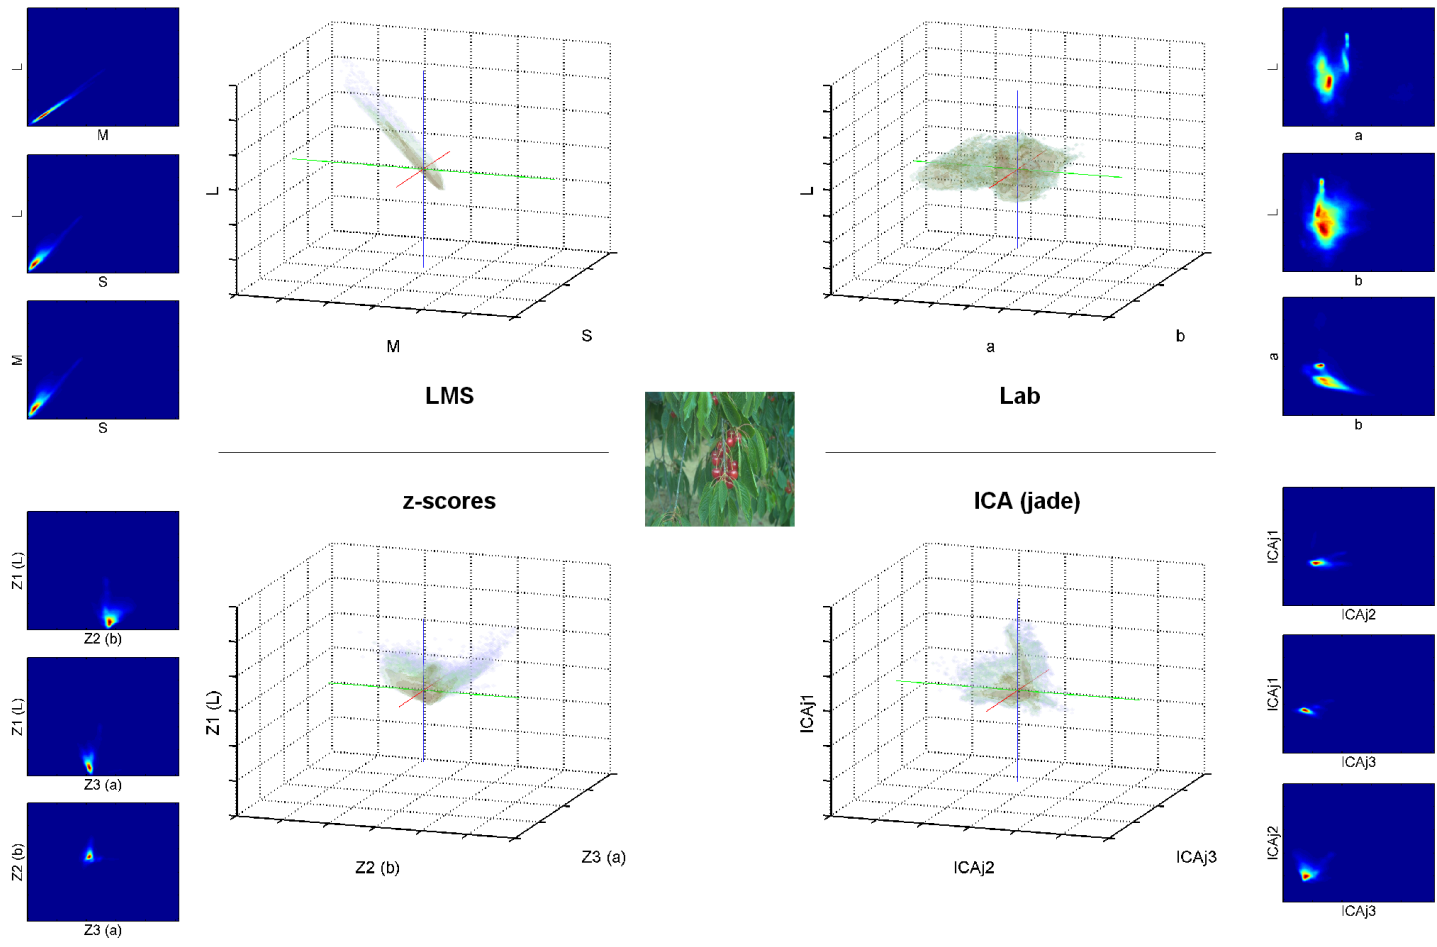 L
M
L
S
M
S
L
M
S
LMS
L
a
b
Lab
L
a
L
b
a
b
z-scores
ICA (jade)
Z1 (L)
Z2 (b)
Z1 (L)
Z3 (a)
Z2 (b)
Z3 (a)
Z1 (L)
Z2 (b)
Z3 (a)
ICAj1
ICAj2
ICAj3
ICAj1
ICAj2
ICAj1
ICAj3
ICAj2
ICAj3